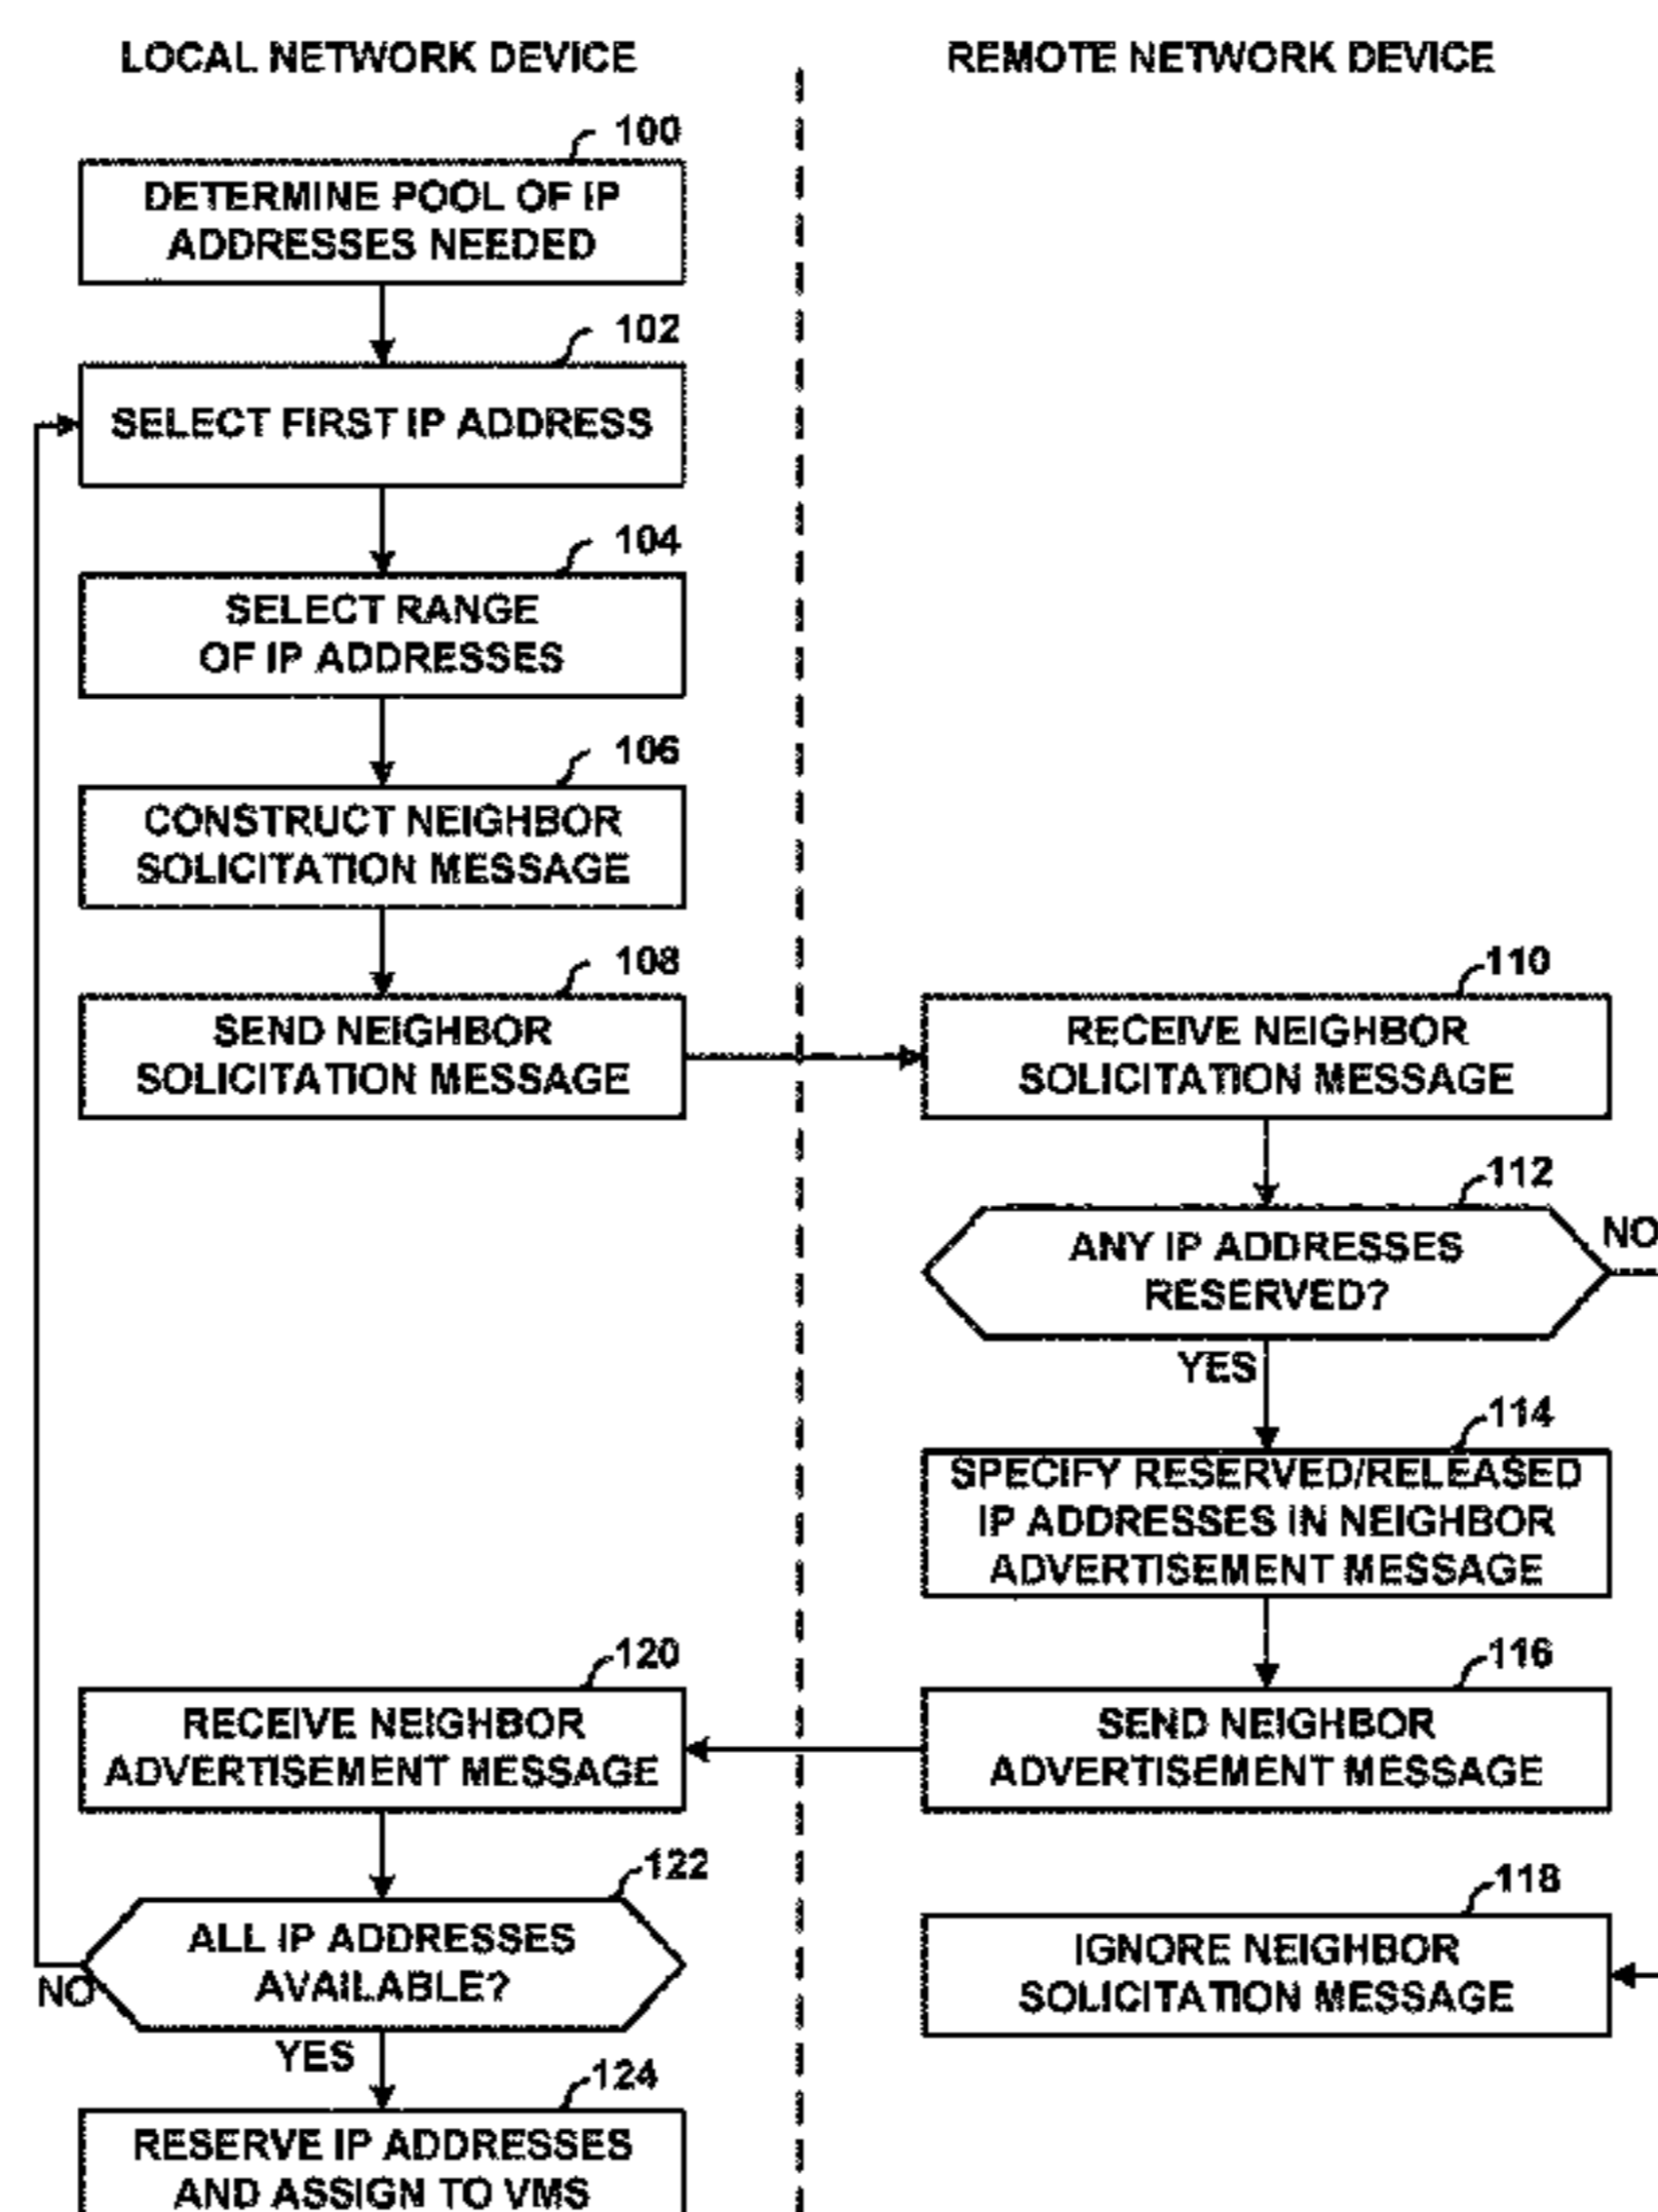 LOCAL NETWORK DEVICE
REMOTE NETWORK DEVICE
100
DETERMINE POOL OF IP
ADDRESSES NEEDED
102
SELECT FIRST IP ADDRESS
104
SELECT RANGE
OF IP ADDRESSES
106
CONSTRUCT NEIGHBOR
SOLICITATION MESSAGE
108
SEND NEIGHBOR
SOLICITATION MESSAGE
110
RECEIVE NEIGHBOR
SOLICITATION MESSAGE
112
ANY IP ADDRESSES
RESERVED?
NO
YES
114
SPECIFY RESERVED/RELEASED
IP ADDRESSES IN NEIGHBOR
ADVERTISEMENT MESSAGE
116
SEND NEIGHBOR
ADVERTISEMENT MESSAGE
118
IGNORE NEIGHBOR
SOLICITATION MESSAGE
120
RECEIVE NEIGHBOR
ADVERTISEMENT MESSAGE
122
ALL IP ADDRESSES
AVAILABLE?
NO
YES
124
RESERVE IP ADDRESSES
AND ASSIGN TO VMS